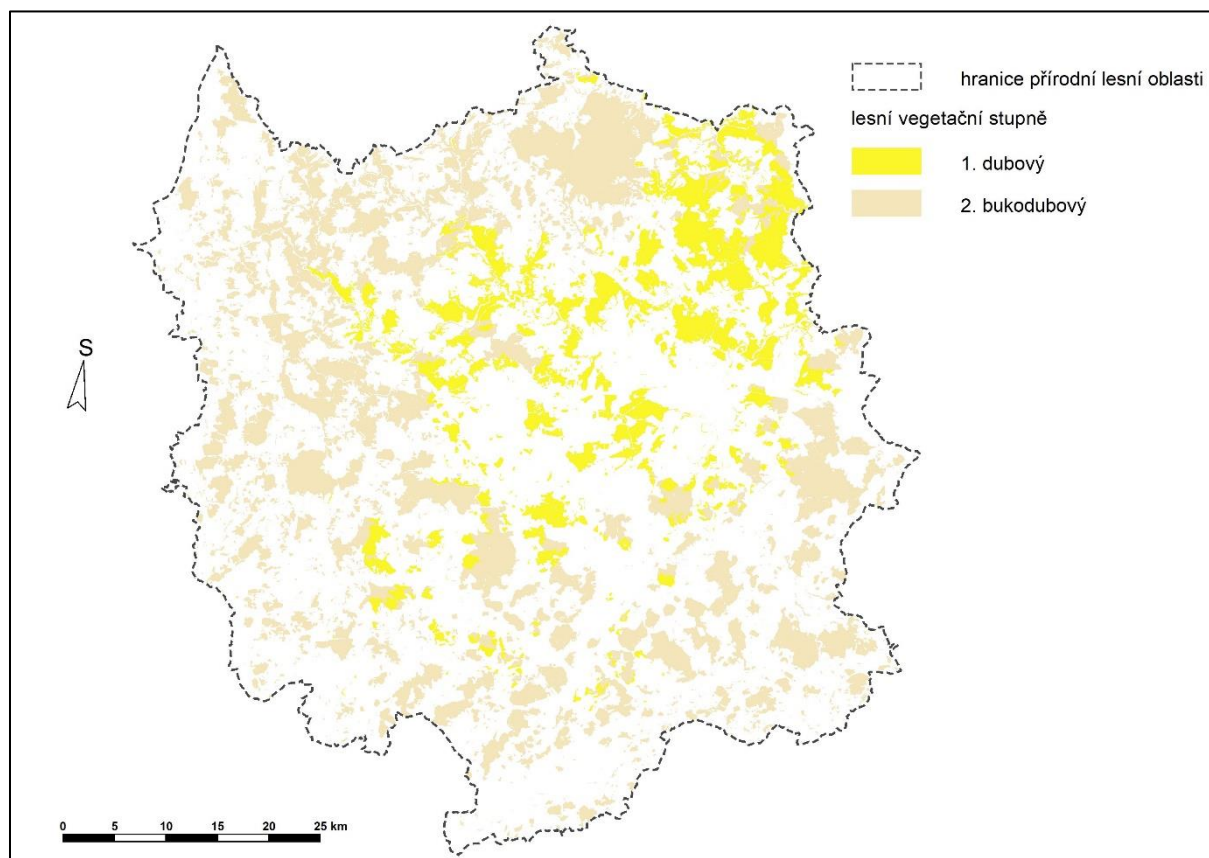 hranice přírodní lesní oblasti
lesní vegetační stupně
1. dubový
2. bukodubový
S
0 5 10 15 20 25 km